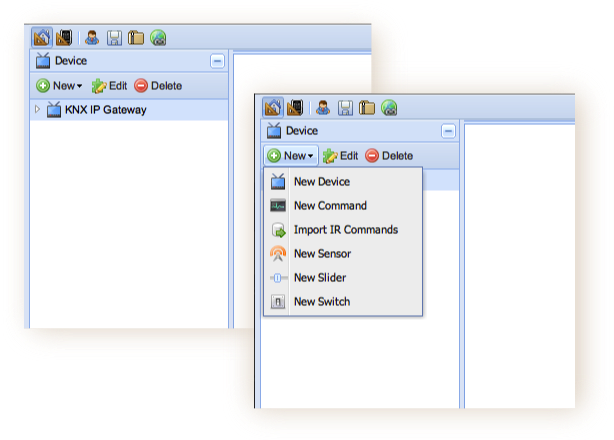 Device
New Edit Delete
KNX IP Gateway
Device
New Edit Delete
New Device
New Command
Import IR Commands
New Sensor
New Slider
New Switch